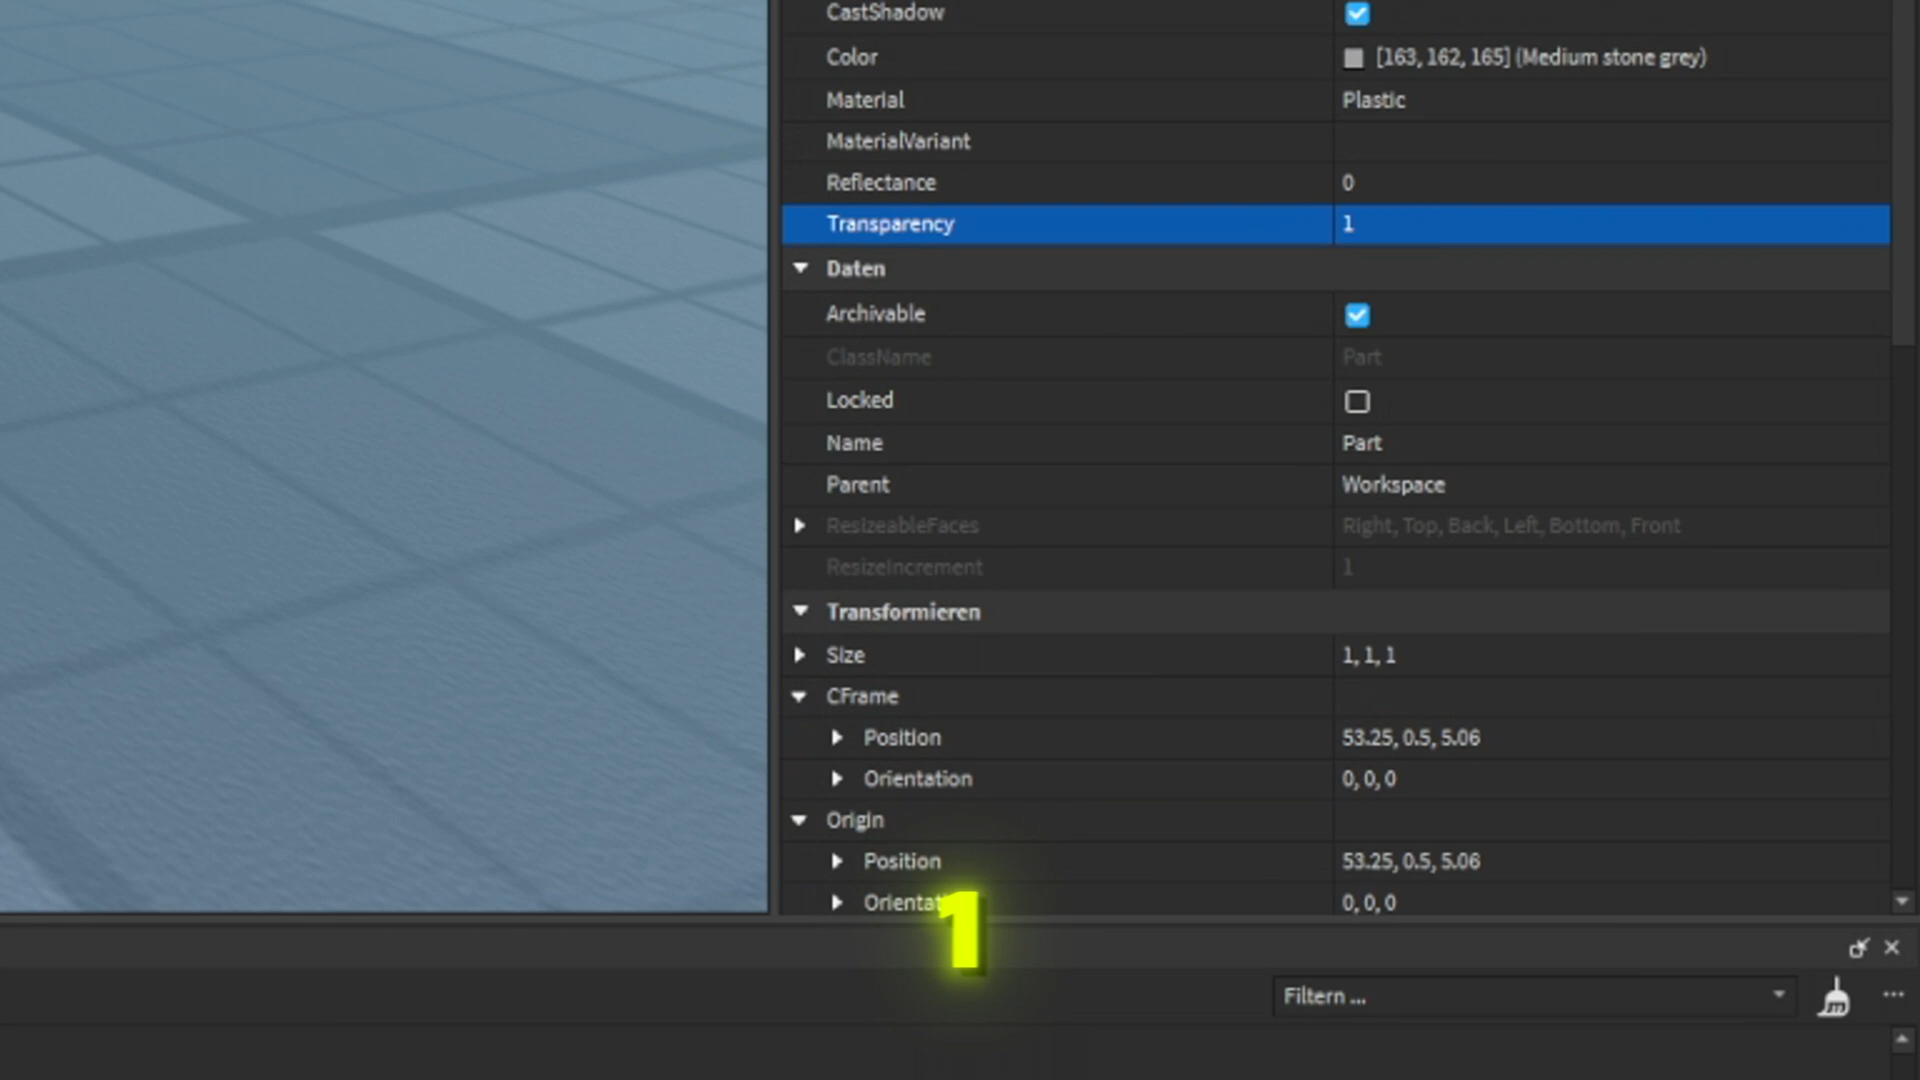 CastShadow
Color [163, 162, 165] (Medium stone grey)
Material Plastic
MaterialVariant
Reflectance 0
Transparency 1
Daten
Archivable
ClassName Part
Locked
Name Part
Parent Workspace
ResizeableFaces Right, Top, Back, Left, Bottom, Front
ResizeIncrement 1
Transformieren
Size 1, 1, 1
CFrame
Position 53.25, 0.5, 5.06
Orientation 0, 0, 0
Origin
Position 53.25, 0.5, 5.06
Orientat 0, 0, 0
1
Filtern ...